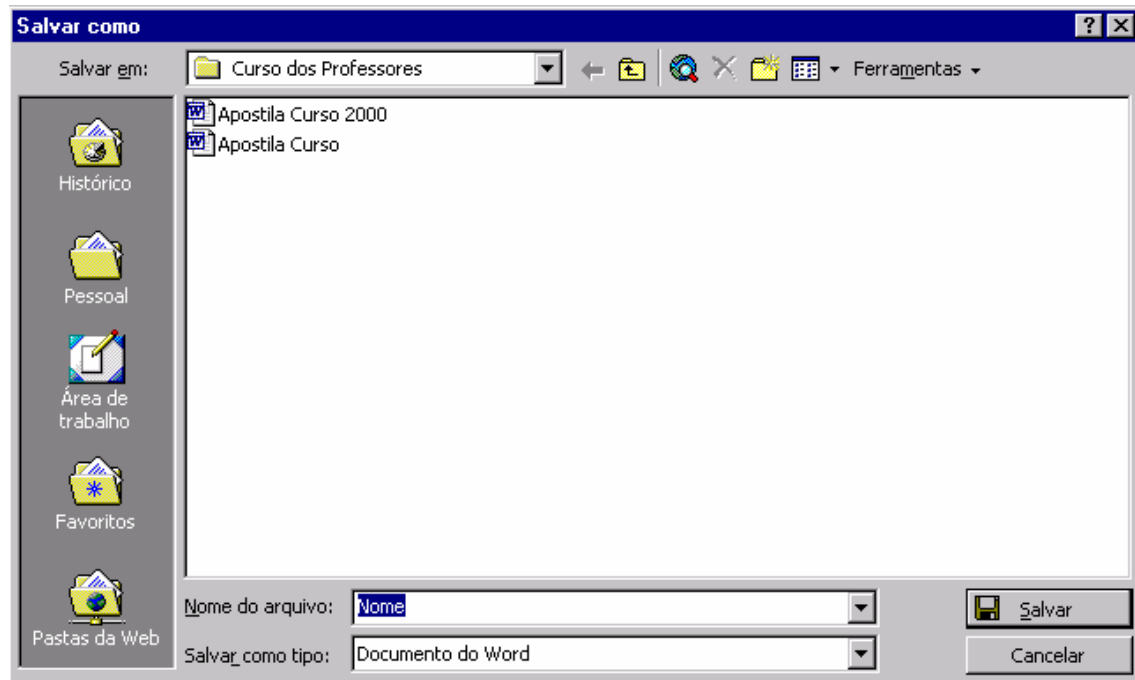 Salvar como
Salvar em: Curso dos Professores Ferramentas
Apostila Curso 2000
Apostila Curso
Histórico
Pessoal
Área de
trabalho
Favoritos
Pastas da Web
Nome do arquivo: Nome Salvar
Salvar como tipo: Documento do Word Cancelar